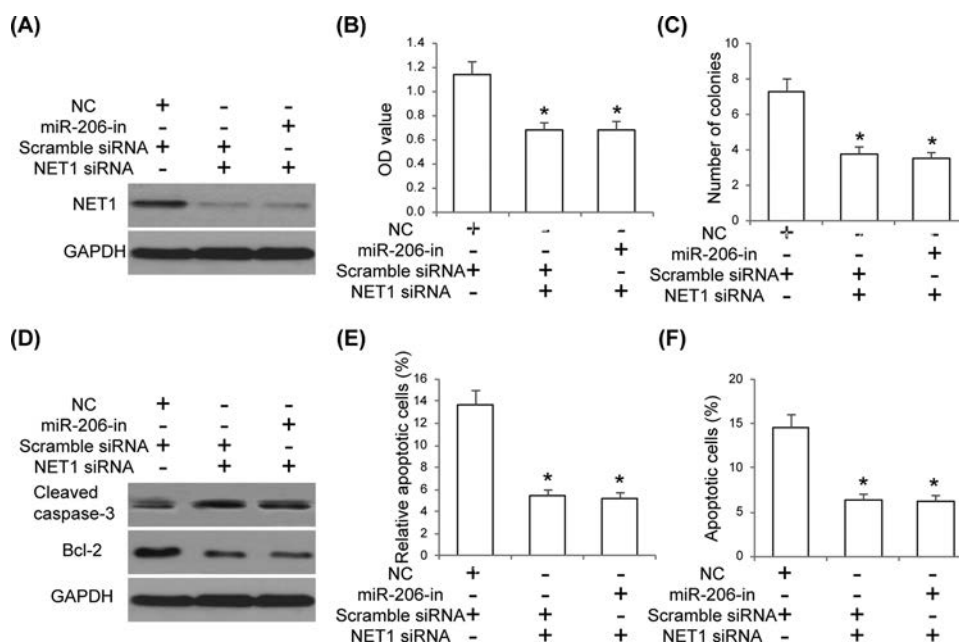 (A)
NC + - -
miR-206-in - - +
Scramble siRNA + + -
NET1 siRNA - + +
NET1
GAPDH
(B)
OD value
1.4
1.2
1.0
0.8
0.6
0.4
0.2
0.0
* *
NC + - -
miR-206-in - - +
Scramble siRNA + + -
NET1 siRNA - + +
(C)
Number of colonies
10
8
6
4
2
0
* *
NC + - -
miR-206-in - - +
Scramble siRNA + + -
NET1 siRNA - + +
(D)
NC + - -
miR-206-in - - +
Scramble siRNA + + -
NET1 siRNA - + +
Cleaved
caspase-3
Bcl-2
GAPDH
(E)
Relative apoptotic cells (%)
16
14
12
10
8
6
4
2
0
* *
NC + - -
miR-206-in - - +
Scramble siRNA + + -
NET1 siRNA - + +
(F)
Apoptotic cells (%)
20
15
10
5
0
* *
NC + - -
miR-206-in - - +
Scramble siRNA + + -
NET1 siRNA - + +